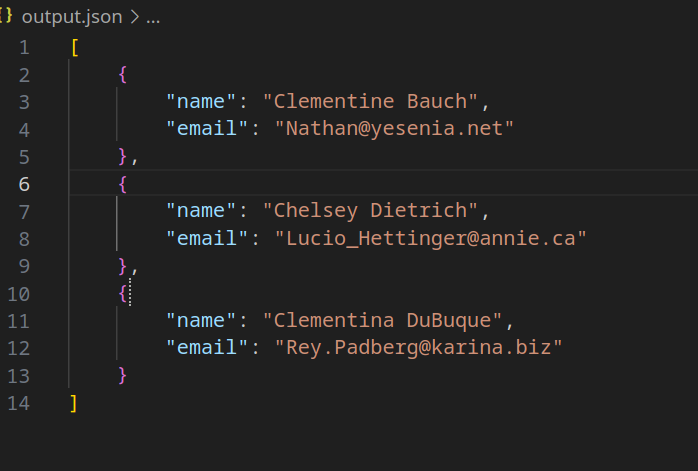 {} output.json > ...
1 [
2     {
3         "name": "Clementine Bauch",
4         "email": "Nathan@yesenia.net"
5     },
6     {
7         "name": "Chelsey Dietrich",
8         "email": "Lucio_Hettinger@annie.ca"
9     },
10     {
11         "name": "Clementina DuBuque",
12         "email": "Rey.Padberg@karina.biz"
13     }
14 ]